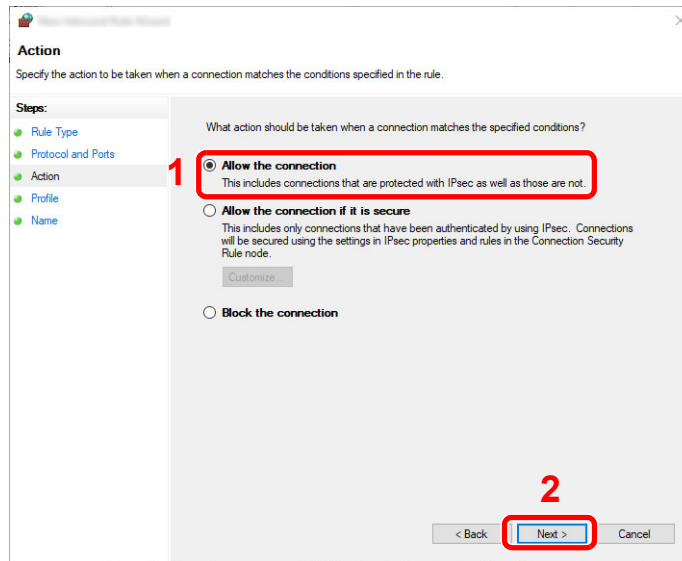 Action
Specify the action to be taken when a connection matches the conditions specified in the rule.
Steps:
Rule Type
Protocol and Ports
Action
Profile
Name
What action should be taken when a connection matches the specified conditions?
1
Allow the connection
This includes connections that are protected with IPsec as well as those are not.
Allow the connection if it is secure
This includes only connections that have been authenticated by using IPsec. Connections
will be secured using the settings in IPsec properties and rules in the Connection Security
Rule node.
Customize...
Block the connection
2
< Back
Next >
Cancel